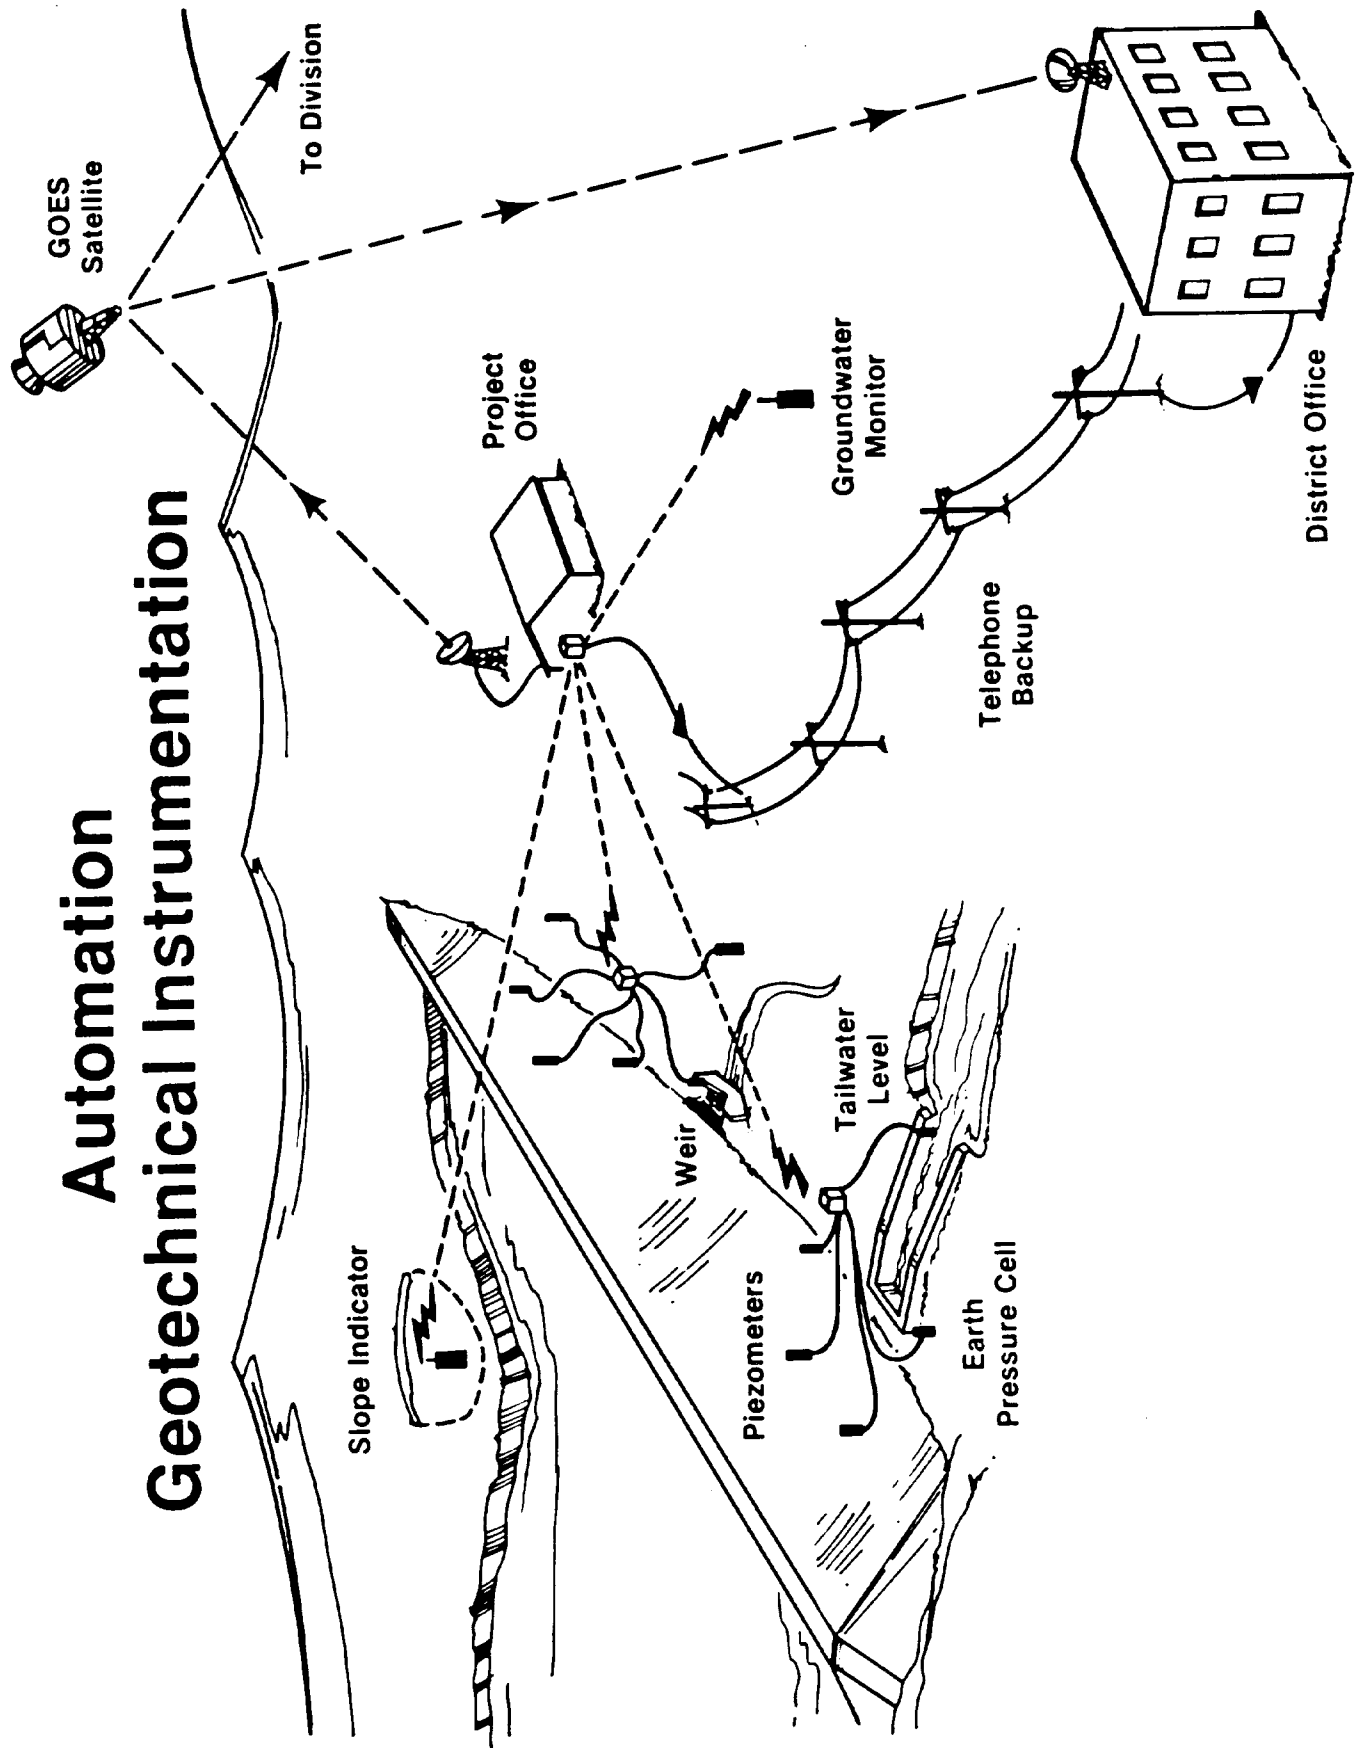 Automation
Geotechnical Instrumentation
GOES
Satellite
To Division
Slope Indicator
Project
Office
Groundwater
Monitor
Weir
Tailwater
Level
Piezometers
Earth
Pressure Cell
Telephone
Backup
District Office